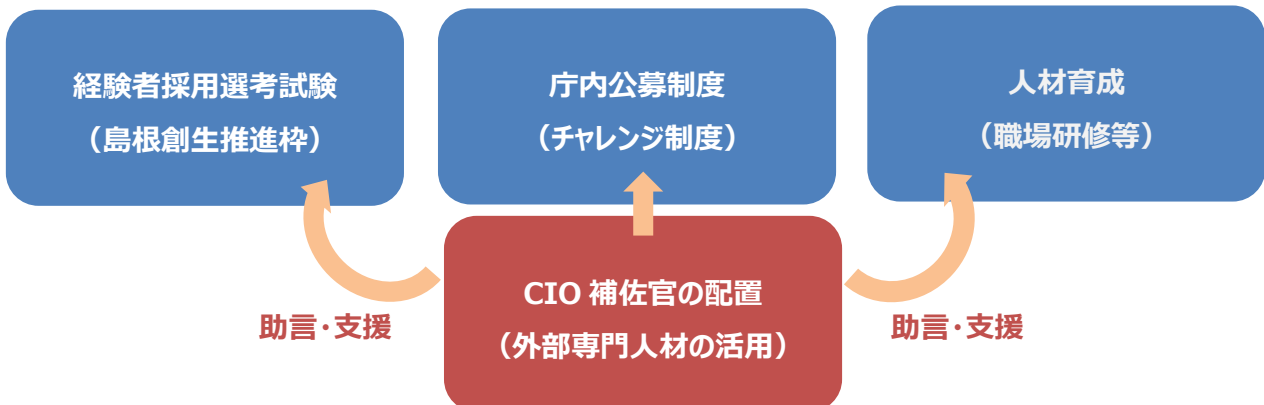 経験者採用選考試験
（島根創生推進枠）
庁内公募制度
（チャレンジ制度）
人材育成
（職場研修等）
CIO 補佐官の配置
（外部専門人材の活用）
助言・支援
助言・支援